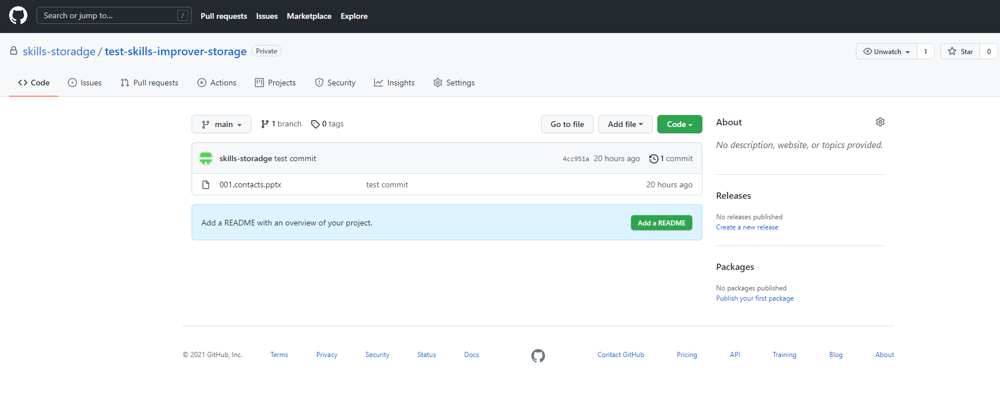 Search or jump to... /
Pull requests Issues Marketplace Explore
skills-storadge / test-skills-improver-storage Private
Unwatch 1 Star 0
Code Issues Pull requests Actions Projects Security Insights Settings
main 1 branch 0 tags
Go to file Add file Code
skills-storadge test commit 4cc951a 20 hours ago 1 commit
001.contacts.pptx test commit 20 hours ago
Add a README with an overview of your project. Add a README
About
No description, website, or topics provided.
Releases
No releases published
Create a new release
Packages
No packages published
Publish your first package
© 2021 GitHub, Inc. Terms Privacy Security Status Docs Contact GitHub Pricing API Training Blog About